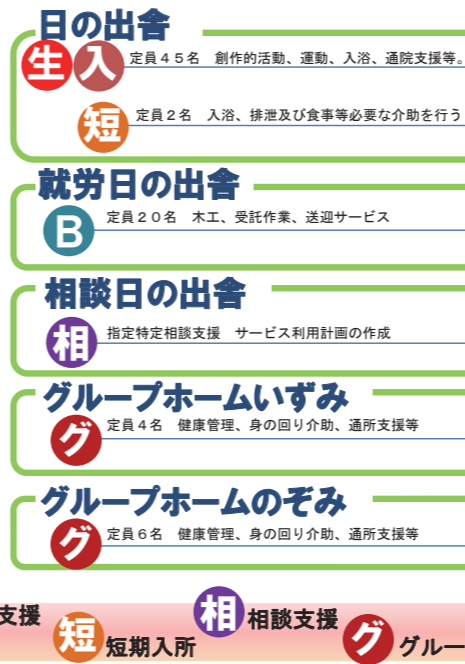 日の出舎
生 入 定員45名 創作的活動、運動、入浴、通院支援等。
短 定員2名 入浴、排泄及び食事等必要な介助を行う
就労日の出舎
B 定員20名 木工、受託作業、送迎サービス
相談日の出舎
相 指定特定相談支援 サービス利用計画の作成
グループホームいずみ
グ 定員4名 健康管理、身の回り介助、通所支援等
グループホームのぞみ
グ 定員6名 健康管理、身の回り介助、通所支援等
支援 短 短期入所 相 相談支援 グ グルー